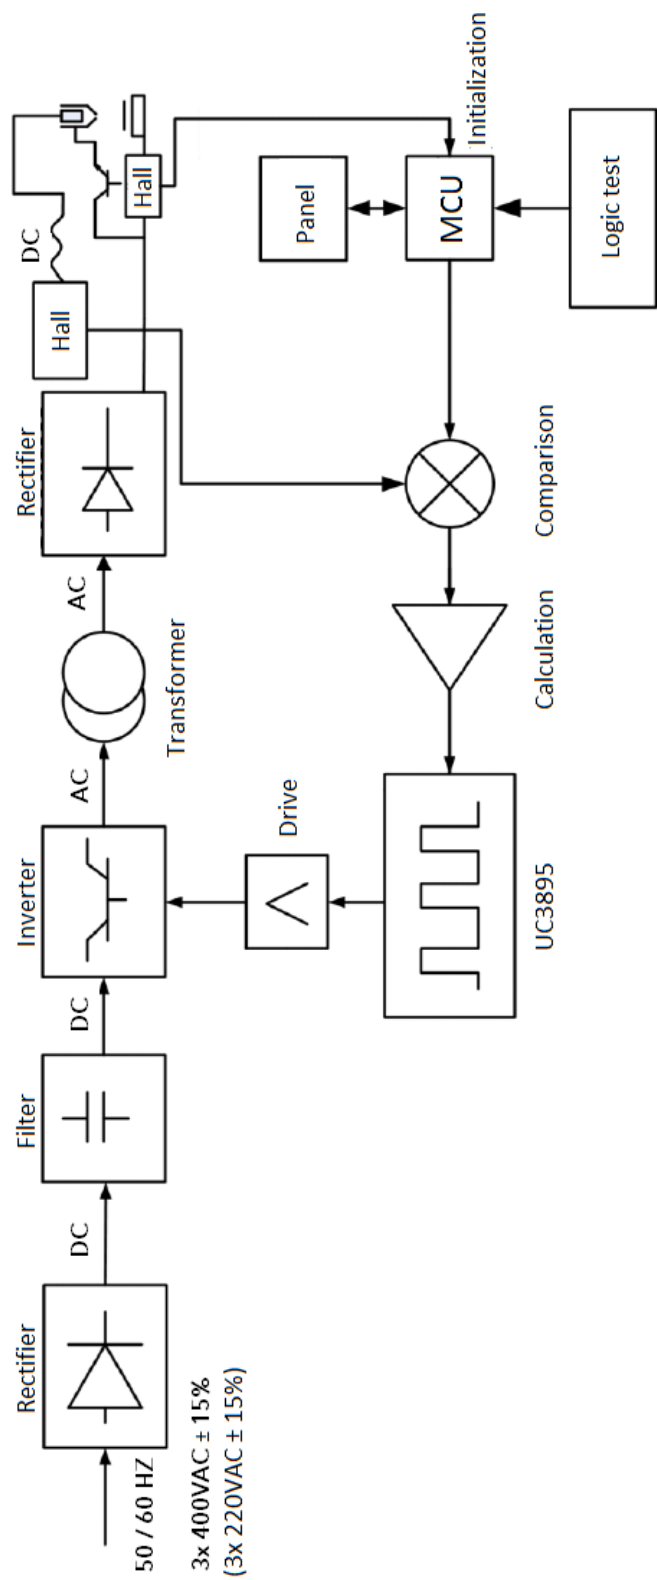 Rectifier
Filter
Inverter
Rectifier
DC
DC
AC
AC
DC
Hall
Hall
50 / 60 HZ
3x 400VAC ± 15%
(3x 220VAC ± 15%)
Transformer
Drive
Panel
MCU
Initialization
UC3895
Calculation
Comparison
Logic test